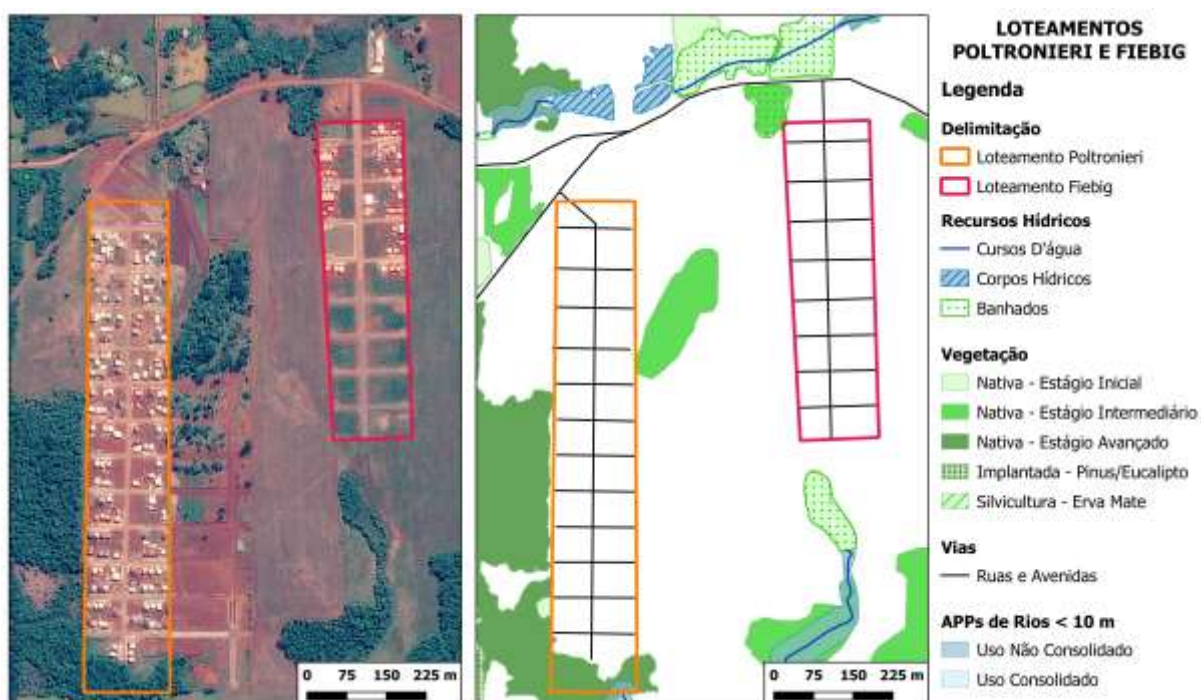 LOTEAMENTOS
POLTRONIERI E FIEBIG
Legenda
Delimitação
Loteamento Poltronieri
Loteamento Fiebig
Recursos Hídricos
Cursos D'água
Corpos Hídricos
Banhados
Vegetação
Nativa - Estágio Inicial
Nativa - Estágio Intermediário
Nativa - Estágio Avançado
Implantada - Pinus/Eucalipto
Silvicultura - Erva Mate
Vias
Ruas e Avenidas
APPs de Rios < 10 m
Uso Não Consolidado
Uso Consolidado
0 75 150 225 m
0 75 150 225 m